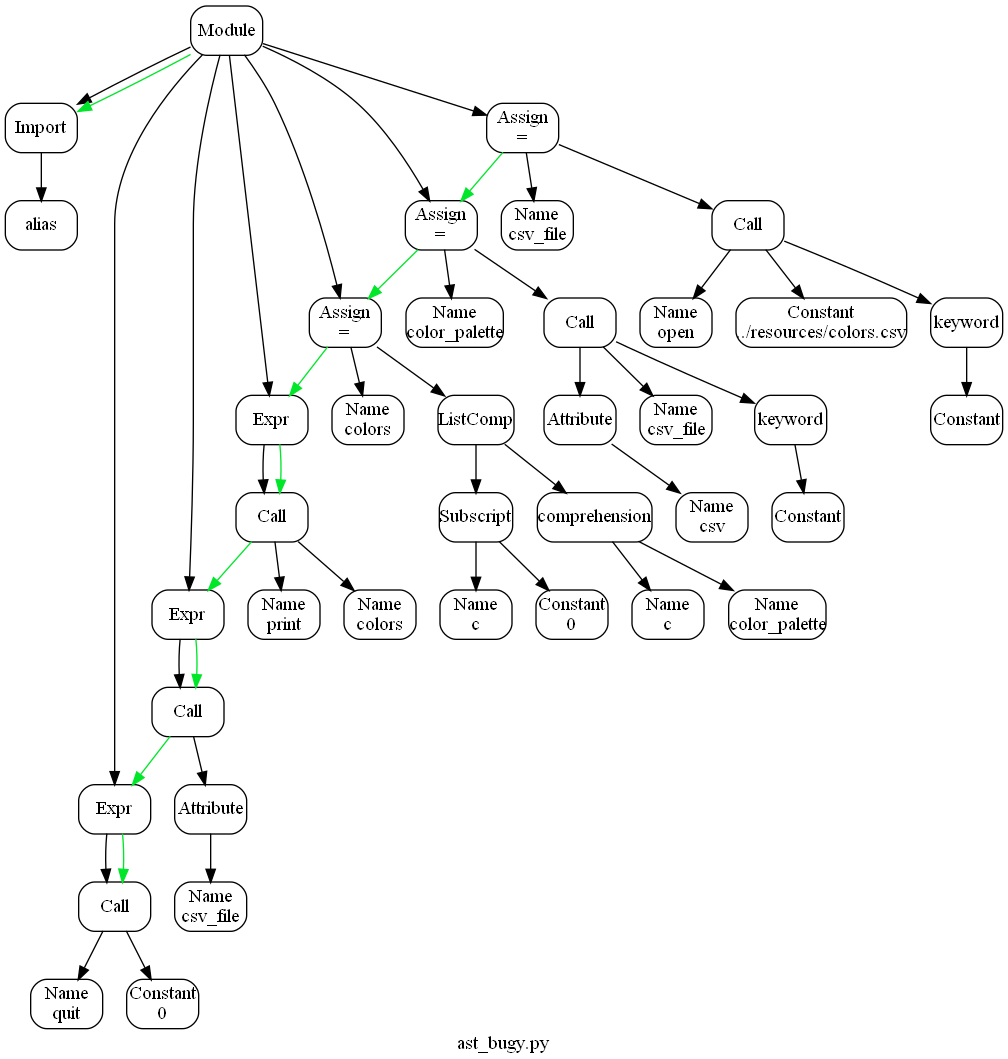 Module
Import
Assign
=
alias
Assign
=
Name
csv_file
Call
Assign
=
Name
color_palette
Call
Name
open
Constant
../resources/colors.csv
keyword
Expr
Name
colors
ListComp
Attribute
Name
csv_file
keyword
Constant
Call
Subscript
comprehension
Name
csv
Constant
Expr
Name
print
Name
colors
Name
c
Constant
0
Name
c
Name
color_palette
Call
Expr
Attribute
Call
Name
csv_file
Name
quit
Constant
0
ast_bugy.py